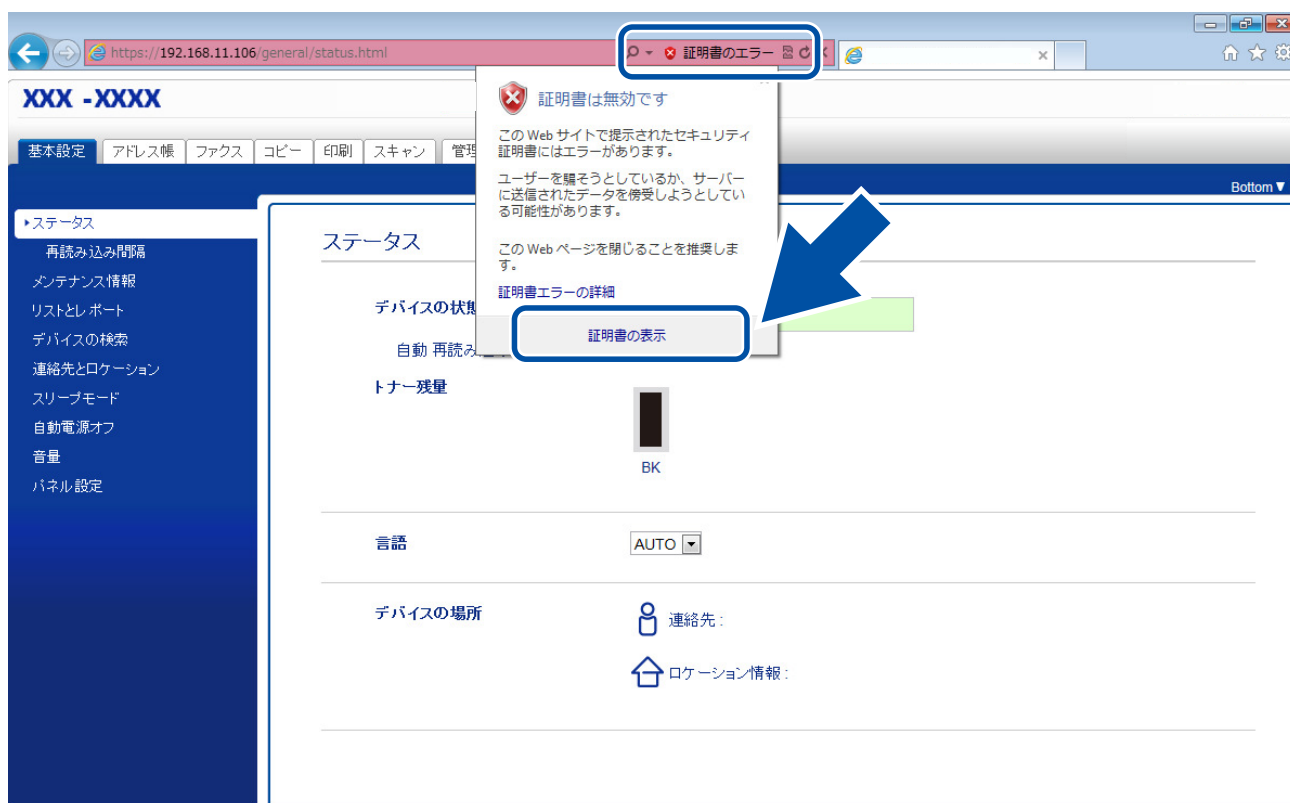 https://192.168.11.106/general/status.html
証明書のエラー
XXX -XXXX
証明書は無効です
この Web サイトで提示されたセキュリティ
証明書にはエラーがあります。
ユーザーを騙そうとしているか、サーバー
に送信されたデータを傍受しようとしてい
る可能性があります。
この Web ページを閉じることを推奨しま
す。
証明書エラーの詳細
証明書の表示
基本設定 アドレス帳 ファクス コピー 印刷 スキャン 管理
Bottom▼
ステータス
再読み込み間隔
メンテナンス情報
リストとレポート
デバイスの検索
連絡先とロケーション
スリープモード
自動電源オフ
音量
パネル設定
ステータス
デバイスの状態
自動 再読み
トナー残量
BK
言語
AUTO
デバイスの場所
連絡先 :
ロケーション情報 :